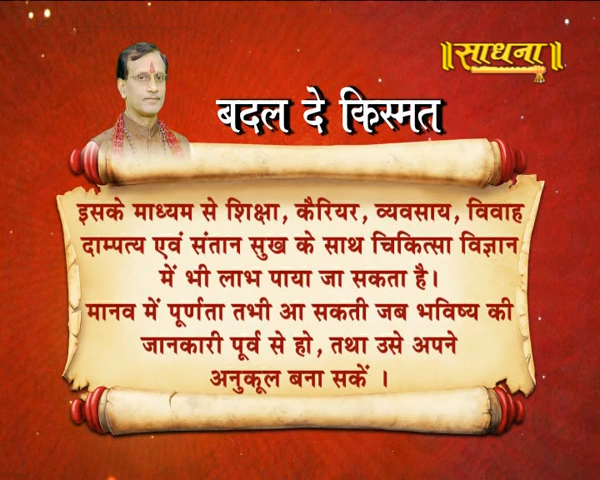 ॥साधना॥
बदल दे किस्मत
इसके माध्यम से शिक्षा, कैरियर, व्यवसाय, विवाह
दाम्पत्य एवं संतान सुख के साथ चिकित्सा विज्ञान
में भी लाभ पाया जा सकता है।
मानव में पूर्णता तभी आ सकती जब भविष्य की
जानकारी पूर्व से हो, तथा उसे अपने
अनुकूल बना सकें ।